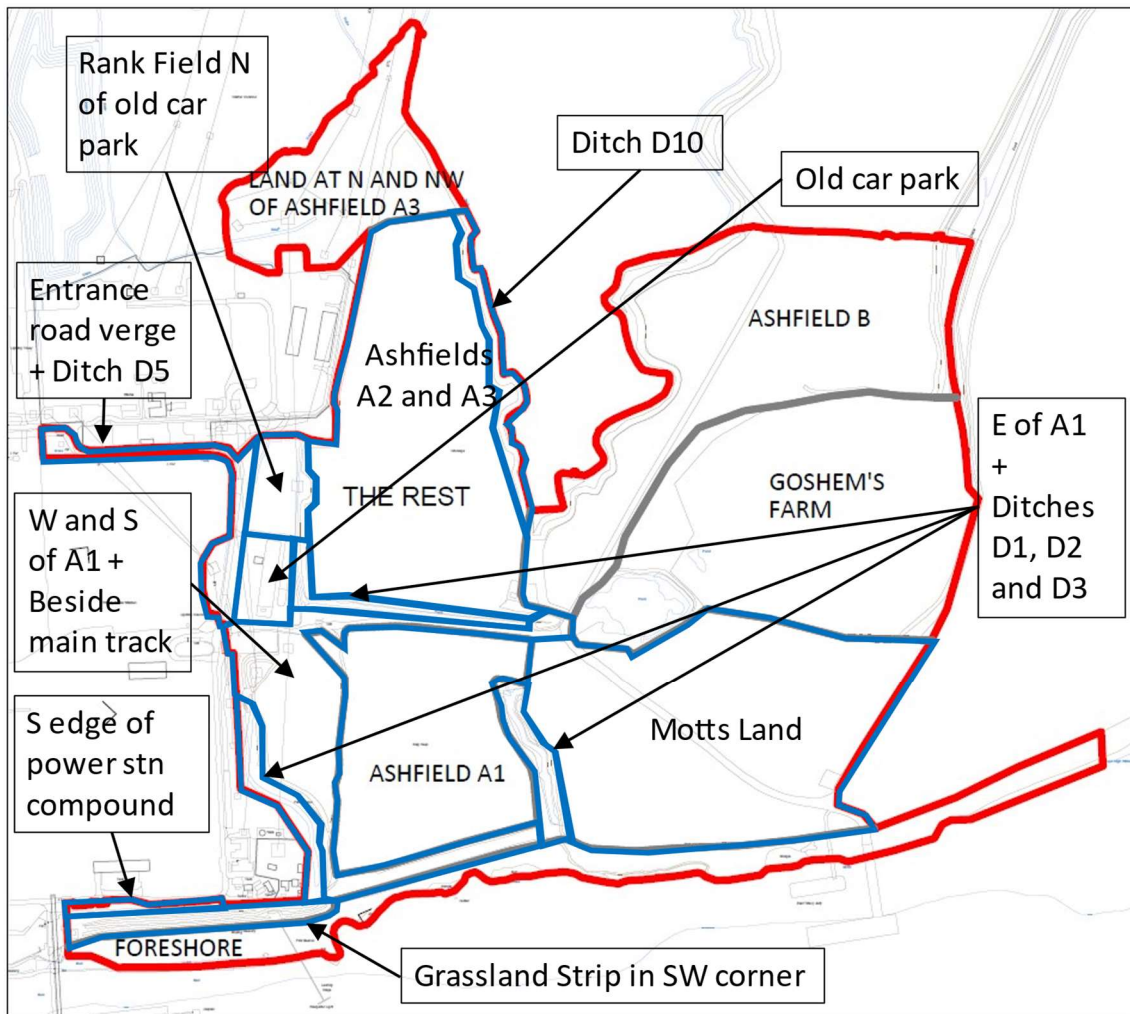 Rank Field N
of old car
park
Ditch D10
Old car park
LAND AT N AND NW
OF ASHFIELD A3
Entrance
road verge
+ Ditch D5
ASHFIELD B
Ashfields
A2 and A3
E of A1
+
Ditches
D1, D2
and D3
GOSHEM'S
FARM
THE REST
W and S
of A1 +
Beside
main track
Motts Land
S edge of
power stn
compound
ASHFIELD A1
FORESHORE
Grassland Strip in SW corner